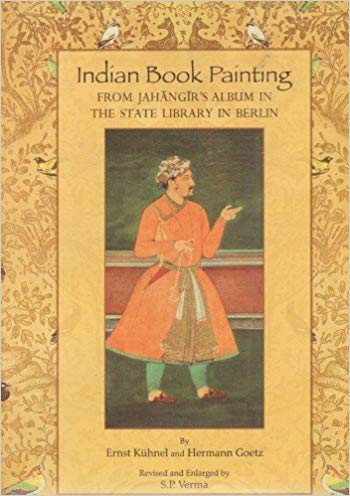 Indian Book Painting
FROM JAHĀNGĪR'S ALBUM IN
THE STATE LIBRARY IN BERLIN
By
Ernst Kühnel and Hermann Goetz
Revised and Enlarged by
S.P. Verma